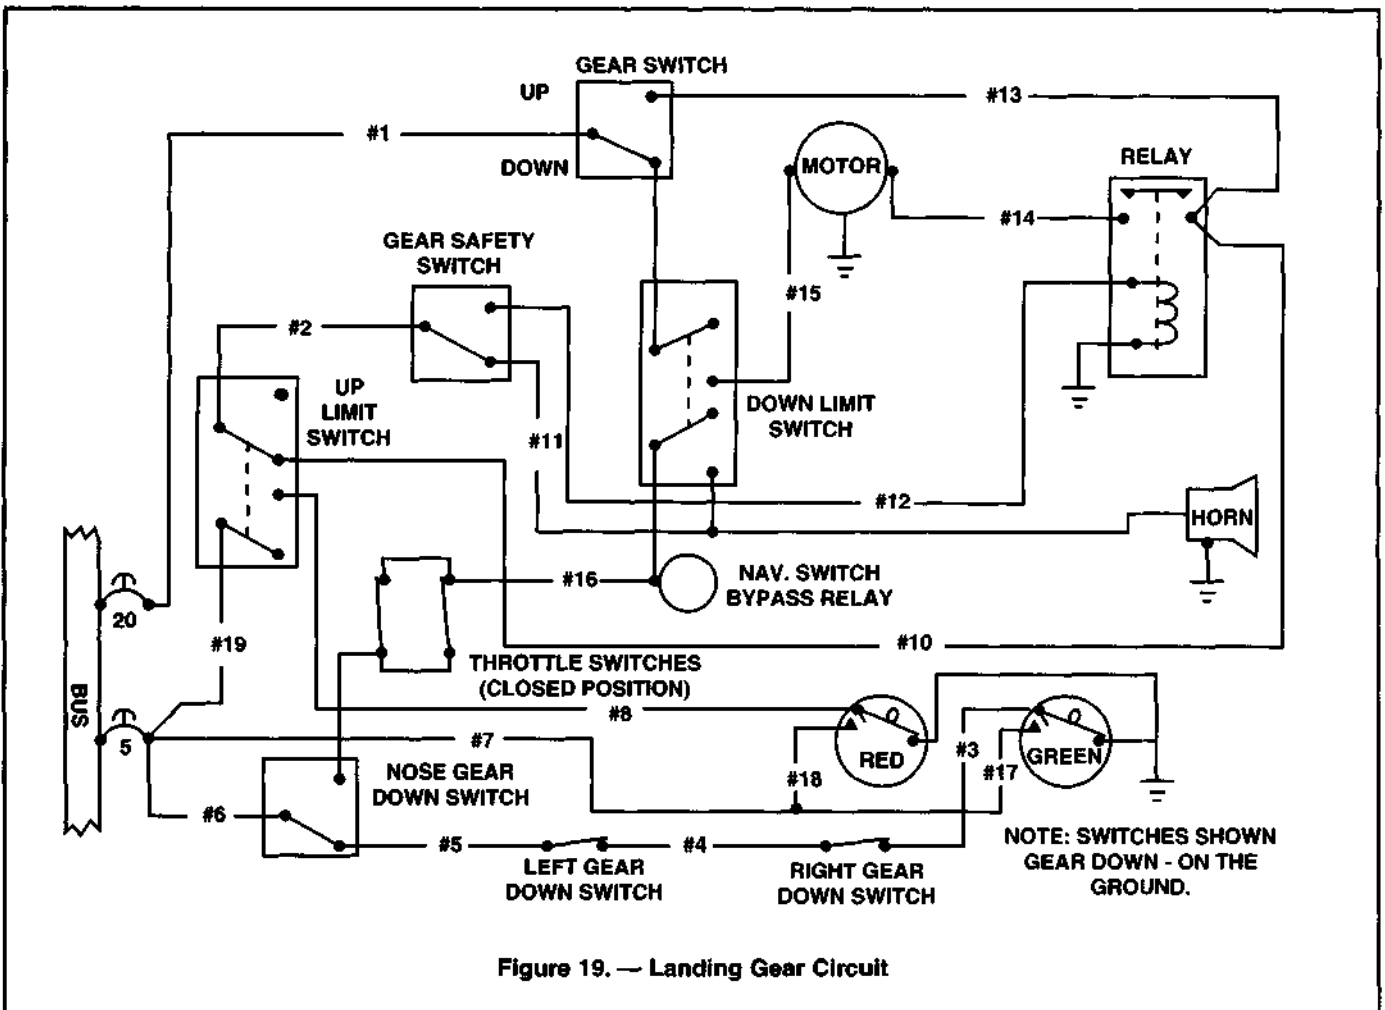 GEAR SWITCH
UP
#13
#1
DOWN
MOTOR
RELAY
#14
GEAR SAFETY
SWITCH
#15
#2
UP
LIMIT
SWITCH
DOWN LIMIT
SWITCH
#11
#12
HORN
#16
NAV. SWITCH
BYPASS RELAY
20
#19
#10
THROTTLE SWITCHES
(CLOSED POSITION)
BUS
#8
5
#7
RED
#3
GREEN
#18
#17
NOSE GEAR
DOWN SWITCH
#6
#5
#4
LEFT GEAR
DOWN SWITCH
RIGHT GEAR
DOWN SWITCH
NOTE: SWITCHES SHOWN
GEAR DOWN - ON THE
GROUND.
Figure 19. — Landing Gear Circuit